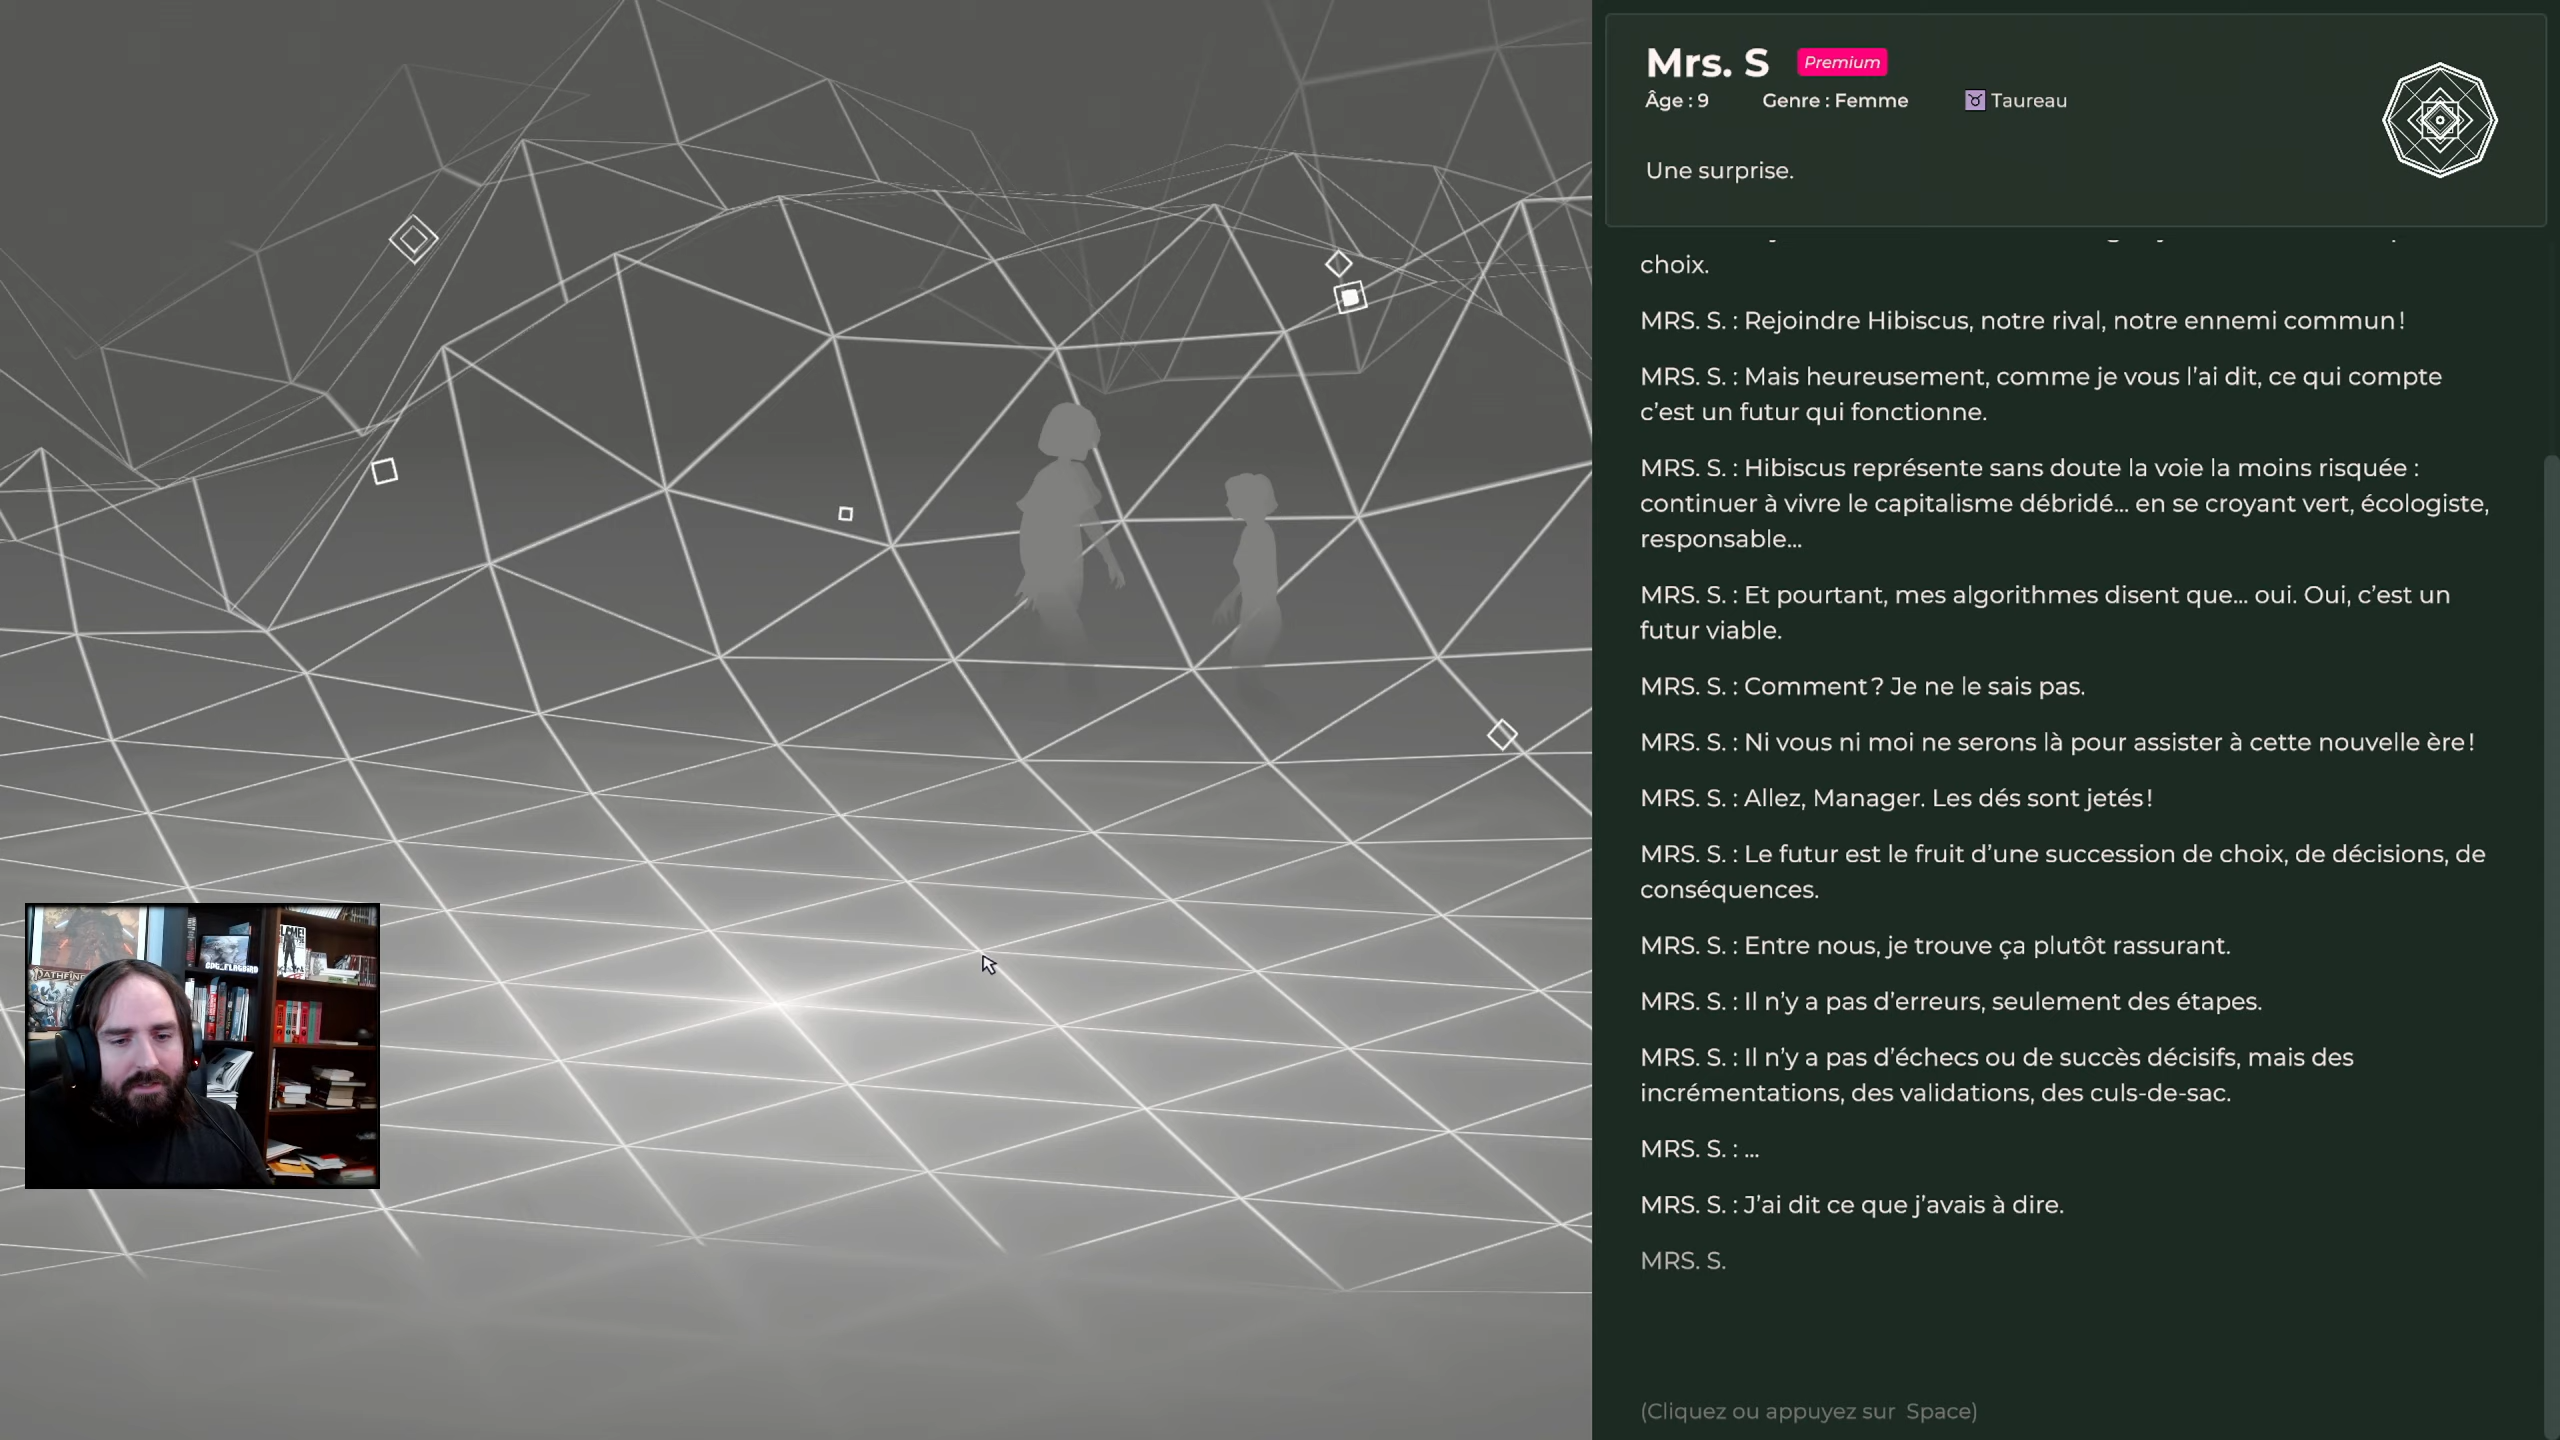 Mrs. S Premium
Âge : 9 Genre : Femme Taureau
Une surprise.
choix.
MRS. S. : Rejoindre Hibiscus, notre rival, notre ennemi commun !
MRS. S. : Mais heureusement, comme je vous l’ai dit, ce qui compte
c’est un futur qui fonctionne.
MRS. S. : Hibiscus représente sans doute la voie la moins risquée :
continuer à vivre le capitalisme débridé... en se croyant vert, écologiste,
responsable...
MRS. S. : Et pourtant, mes algorithmes disent que... oui. Oui, c’est un
futur viable.
MRS. S. : Comment ? Je ne le sais pas.
MRS. S. : Ni vous ni moi ne serons là pour assister à cette nouvelle ère !
MRS. S. : Allez, Manager. Les dés sont jetés !
MRS. S. : Le futur est le fruit d’une succession de choix, de décisions, de
conséquences.
MRS. S. : Entre nous, je trouve ça plutôt rassurant.
MRS. S. : Il n’y a pas d’erreurs, seulement des étapes.
MRS. S. : Il n’y a pas d’échecs ou de succès décisifs, mais des
incrémentations, des validations, des culs-de-sac.
MRS. S. : ...
MRS. S. : J’ai dit ce que j’avais à dire.
MRS. S.
(Cliquez ou appuyez sur Space)